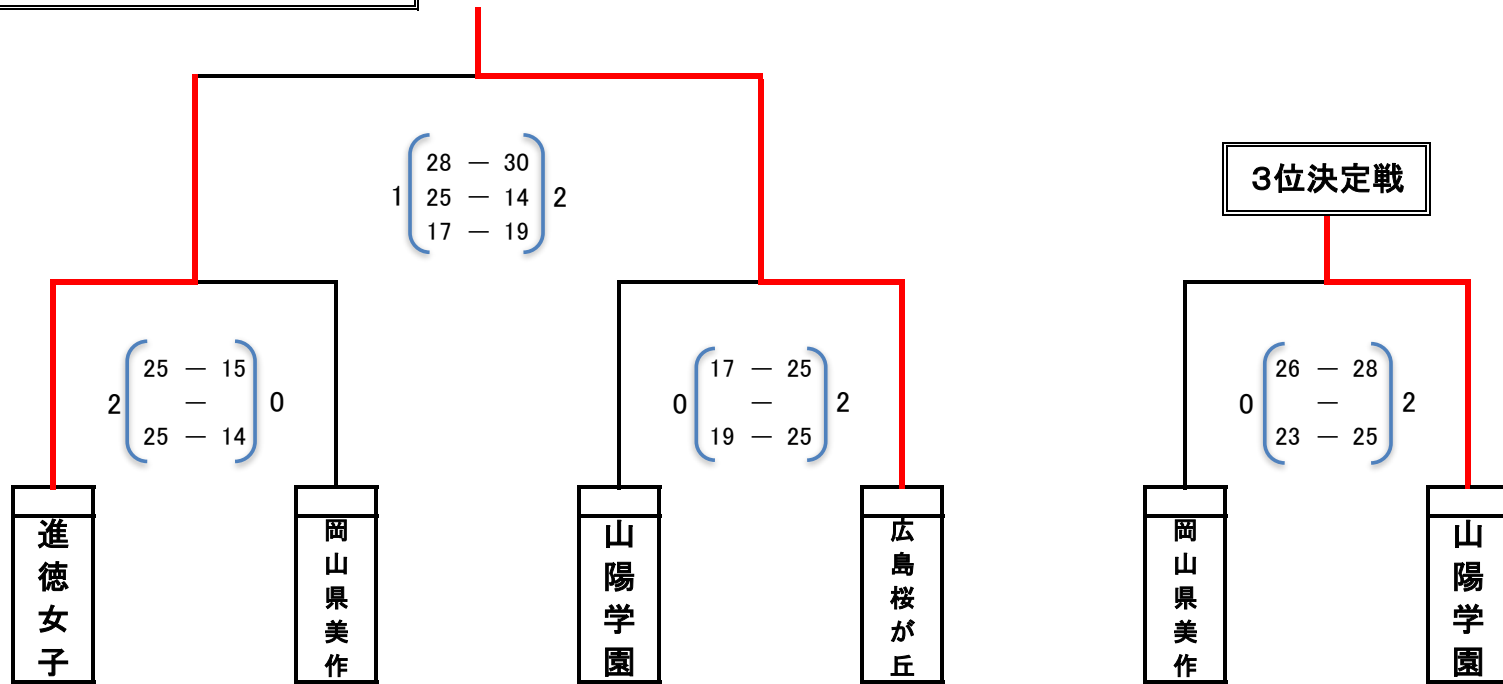 28 － 30
1 25 － 14 2
17 － 19
3位決定戦
25 － 15
2 － 0
25 － 14
17 － 25
0 － 2
19 － 25
26 － 28
0 － 2
23 － 25
進徳女子
岡山県美作
山陽学園
広島桜が丘
岡山県美作
山陽学園